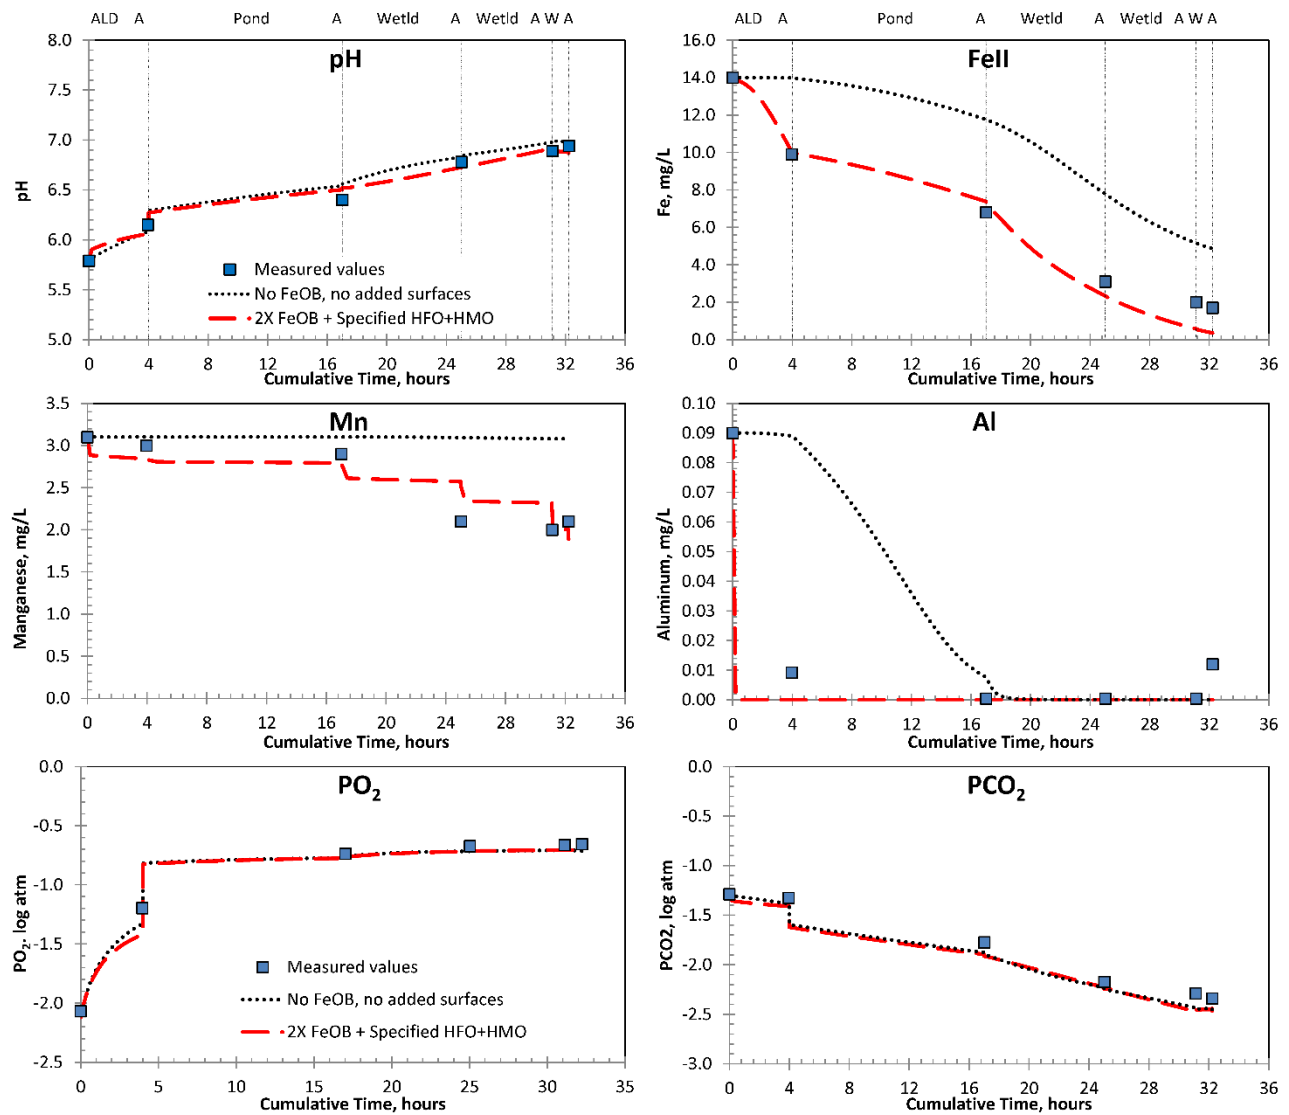 ALD A Pond A Wetld A Wetld A W A
ALD A Pond A Wetld A Wetld A W A
pH
8.0
7.5
7.0
6.5
6.0
5.5
5.0
pH
Measured values
No FeOB, no added surfaces
2X FeOB + Specified HFO+HMO
0 4 8 12 16 20 24 28 32 36
Cumulative Time, hours
FeII
16.0
14.0
12.0
10.0
8.0
6.0
4.0
2.0
0.0
Fe, mg/L
0 4 8 12 16 20 24 28 32 36
Cumulative Time, hours
Mn
3.5
3.0
2.5
2.0
1.5
1.0
0.5
0.0
Manganese, mg/L
0 4 8 12 16 20 24 28 32 36
Cumulative Time, hours
Al
0.10
0.09
0.08
0.07
0.06
0.05
0.04
0.03
0.02
0.01
0.00
Aluminum, mg/L
0 4 8 12 16 20 24 28 32 36
Cumulative Time, hours
PO2
0.0
-0.5
-1.0
-1.5
-2.0
-2.5
PO2. log atm
Measured values
No FeOB, no added surfaces
2X FeOB + Specified HFO+HMO
0 5 10 15 20 25 30 35
Cumulative Time, hours
PCO2
0.0
-0.5
-1.0
-1.5
-2.0
-2.5
-3.0
PCO2, log atm
0 4 8 12 16 20 24 28 32 36
Cumulative Time, hours